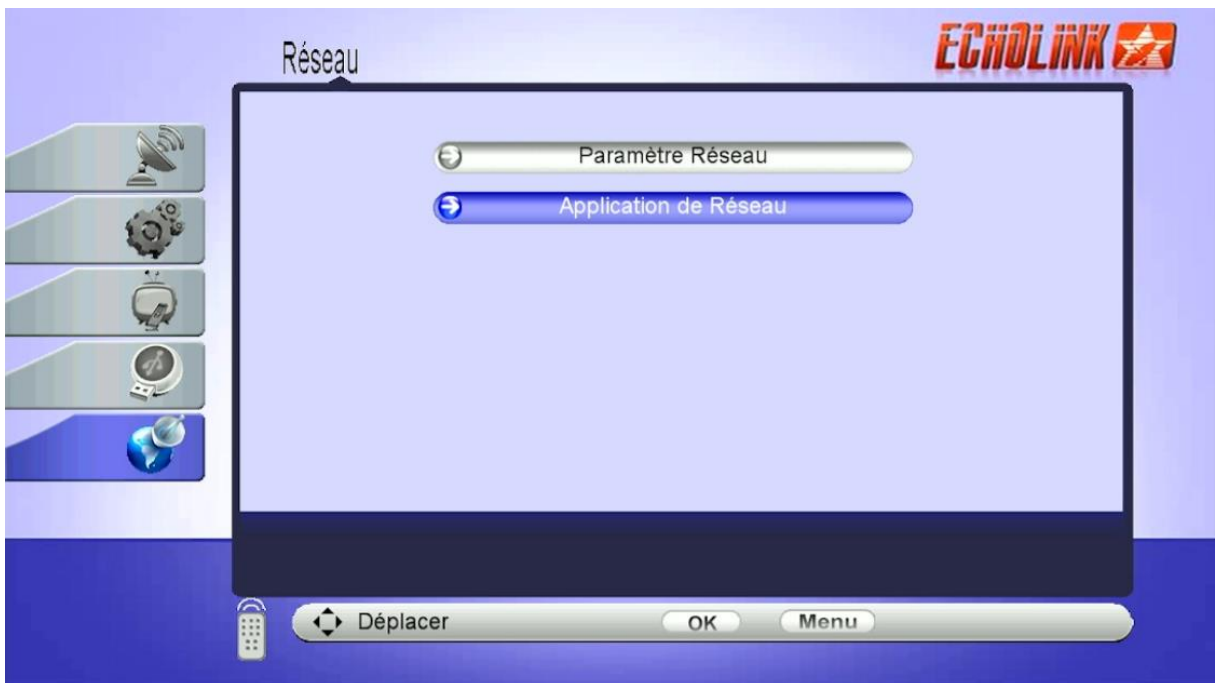 Réseau
ECHOLINK
Paramètre Réseau
Application de Réseau
Déplacer
OK
Menu